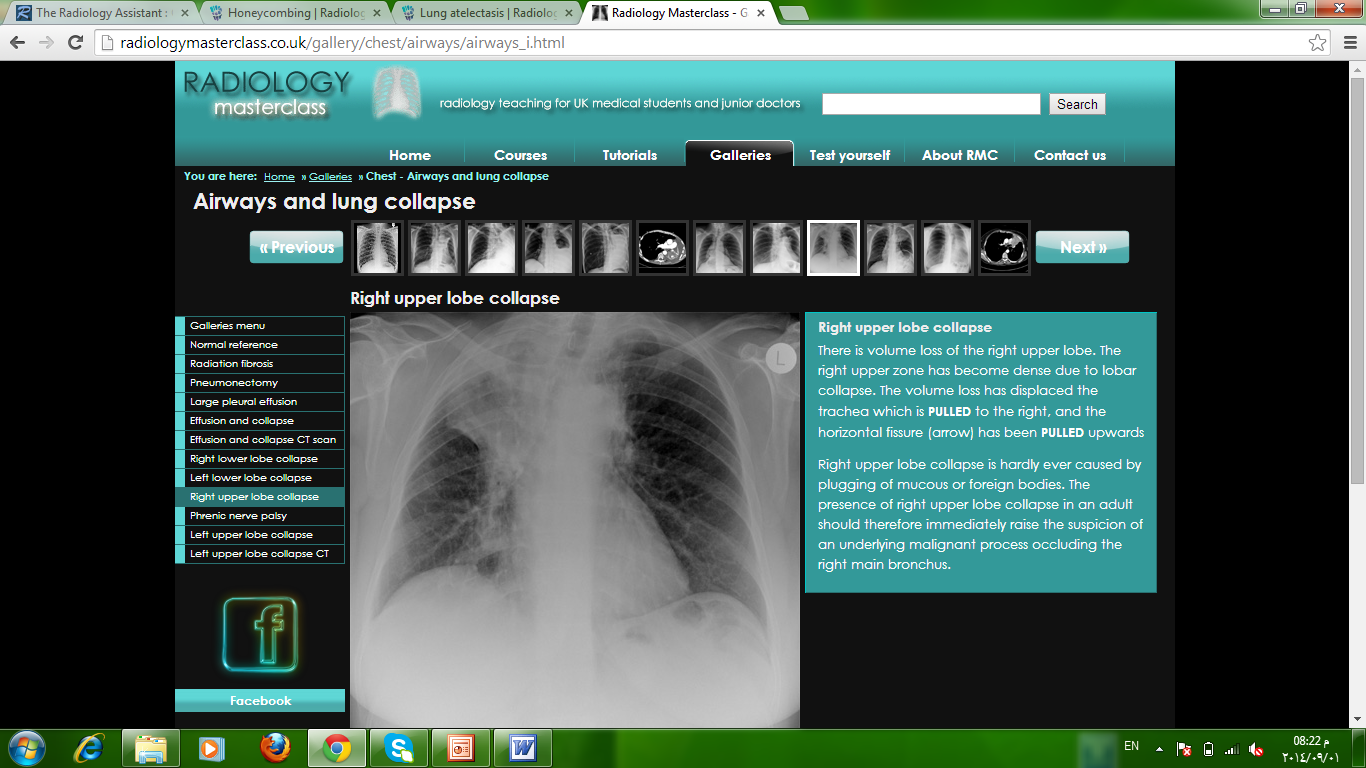 The Radiology Assistant :
Honeycombing | Radiolog
Lung atelectasis | Radiolog
Radiology Masterclass - G
radiologymasterclass.co.uk/gallery/chest/airways/airways_i.html
RADIOLOGY
masterclass
radiology teaching for UK medical students and junior doctors
Search
Home
Courses
Tutorials
Galleries
Test yourself
About RMC
Contact us
You are here: Home » Galleries » Chest - Airways and lung collapse
Airways and lung collapse
« Previous
Next »
Right upper lobe collapse
Galleries menu
Normal reference
Radiation fibrosis
Pneumonectomy
Large pleural effusion
Effusion and collapse
Effusion and collapse CT scan
Right lower lobe collapse
Left lower lobe collapse
Right upper lobe collapse
Phrenic nerve palsy
Left upper lobe collapse
Left upper lobe collapse CT
f
Facebook
L
Right upper lobe collapse
There is volume loss of the right upper lobe. The
right upper zone has become dense due to lobar
collapse. The volume loss has displaced the
trachea which is PULLED to the right, and the
horizontal fissure (arrow) has been PULLED upwards
Right upper lobe collapse is hardly ever caused by
plugging of mucous or foreign bodies. The
presence of right upper lobe collapse in an adult
should therefore immediately raise the suspicion of
an underlying malignant process occluding the
right main bronchus.
EN
08:22 م
٢٠١٤/٠٩/٠١